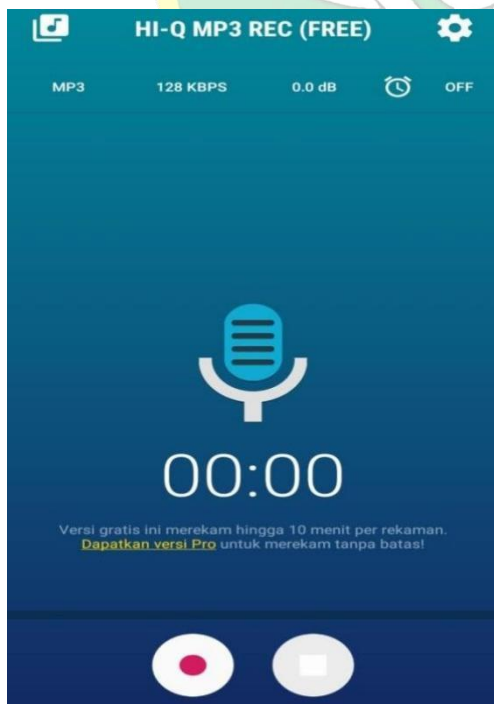 HI-Q MP3 REC (FREE)
MP3 128 KBPS 0.0 dB OFF
00:00
Versi gratis ini merekam hingga 10 menit per rekaman.
Dapatkan versi Pro untuk merekam tanpa batas!